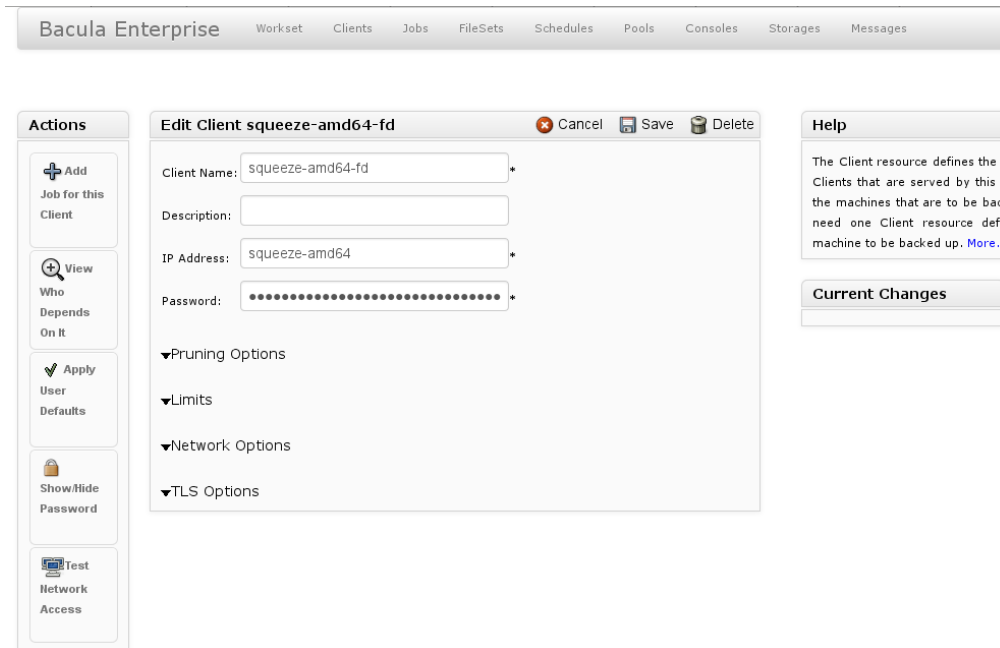 Bacula Enterprise Workset Clients Jobs FileSets Schedules Pools Consoles Storages Messages
Actions
Add
Job for this
Client
View
Who
Depends
On It
Apply
User
Defaults
Show/Hide
Password
Test
Network
Access
Edit Client squeeze-amd64-fd Cancel Save Delete
Client Name: squeeze-amd64-fd *
Description:
IP Address: squeeze-amd64 *
Password: ●●●●●●●●●●●●●●●●●●●●●●●●●●●●●●● *
Pruning Options
Limits
Network Options
TLS Options
Help
The Client resource defines the
Clients that are served by this
the machines that are to be bac
need one Client resource def
machine to be backed up. More.
Current Changes